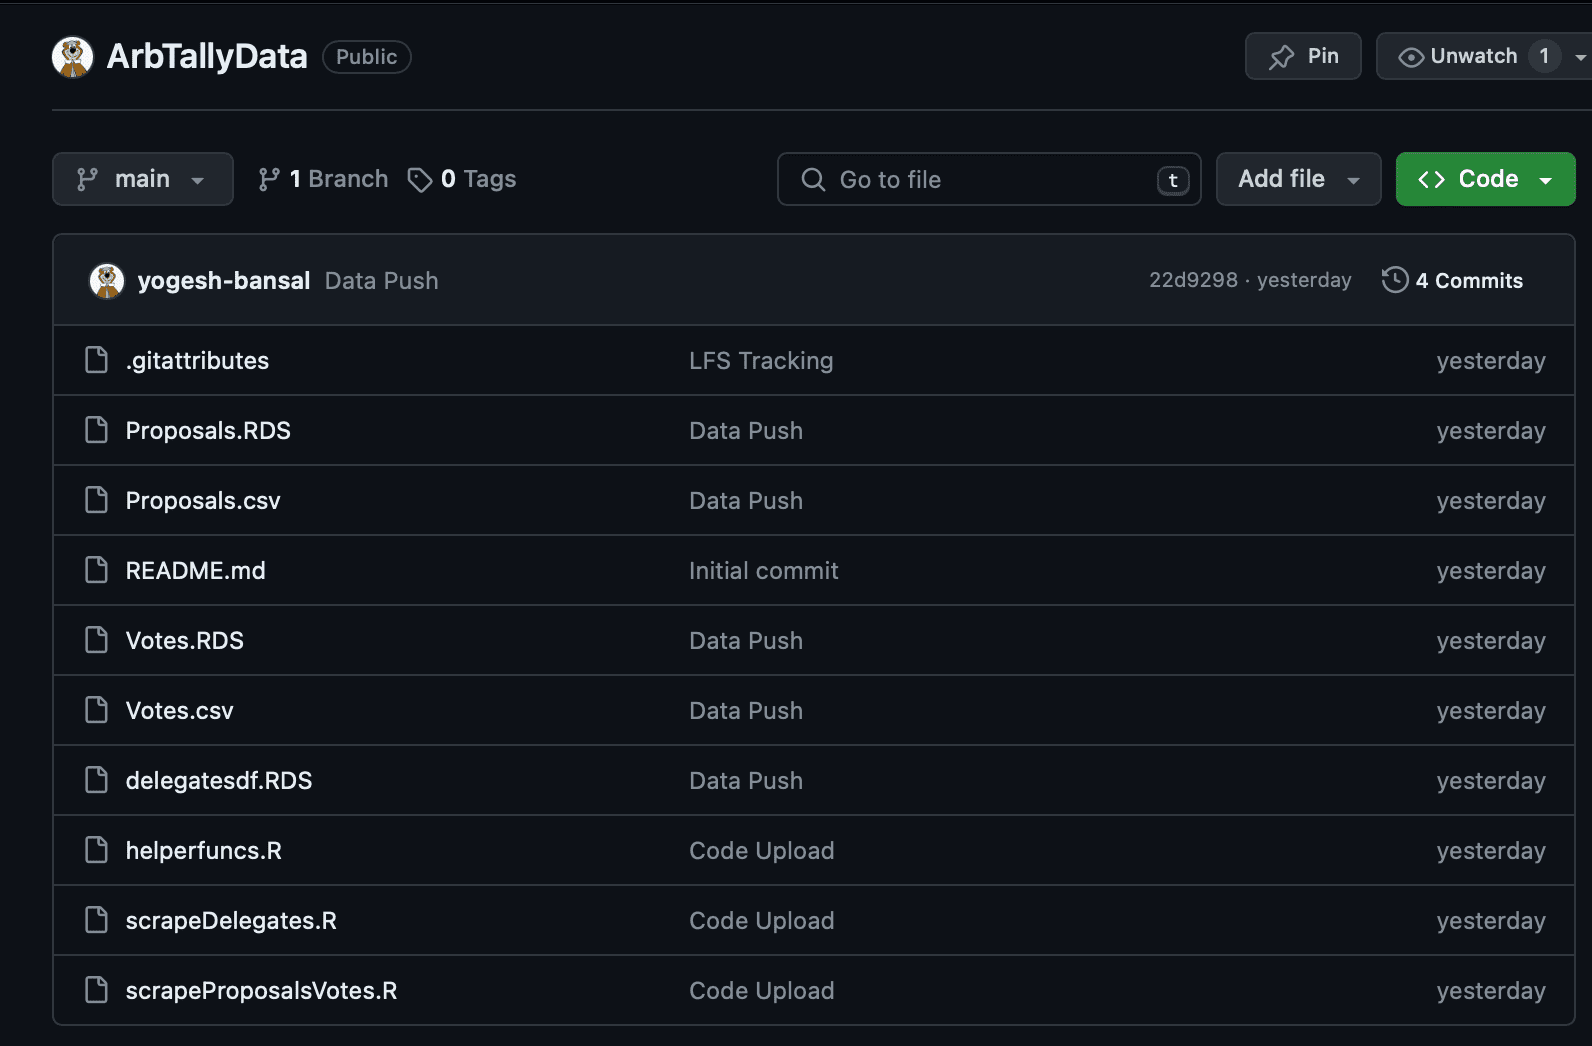 ArbTallyData Public Pin Unwatch 1
main 1 Branch 0 Tags Go to file t Add file Code
yogesh-bansal Data Push 22d9298 · yesterday 4 Commits
.gitattributes LFS Tracking yesterday
Proposals.RDS Data Push yesterday
Proposals.csv Data Push yesterday
README.md Initial commit yesterday
Votes.RDS Data Push yesterday
Votes.csv Data Push yesterday
delegatesdf.RDS Data Push yesterday
helperfuncs.R Code Upload yesterday
scrapeDelegates.R Code Upload yesterday
scrapeProposalsVotes.R Code Upload yesterday